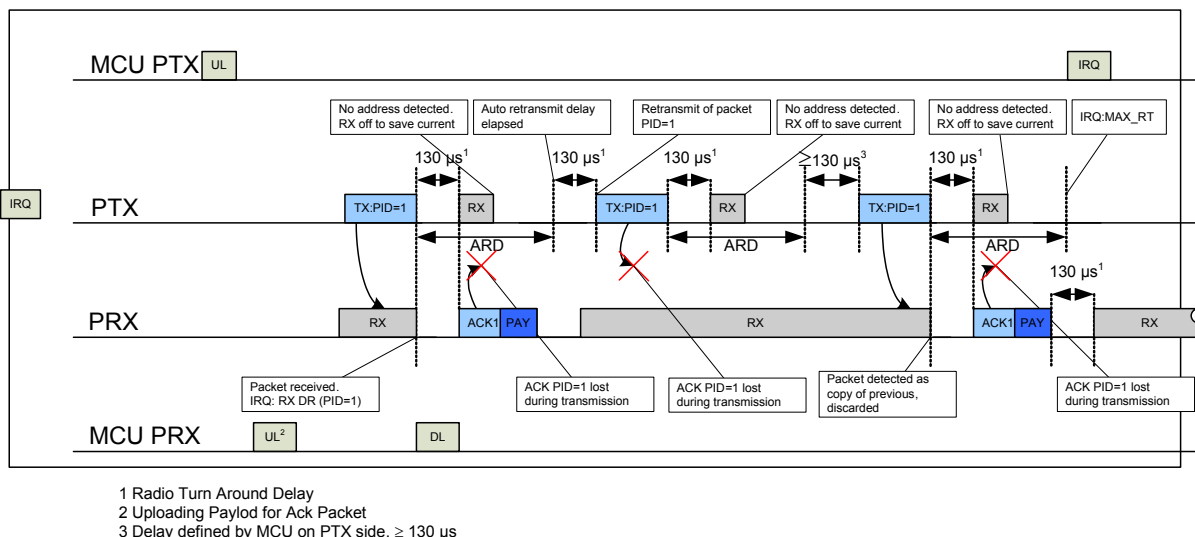 MCU PTX
UL
IRQ
No address detected.
RX off to save current
Auto retransmit delay
elapsed
Retransmit of packet
PID=1
No address detected.
RX off to save current
No address detected.
RX off to save current
IRQ:MAX_RT
130 µs1
130 µs1
130 µs1
≥130 µs3
130 µs1
IRQ
PTX
TX:PID=1
RX
TX:PID=1
RX
TX:PID=1
RX
ARD
ARD
ARD
130 µs1
PRX
RX
ACK1
PAY
RX
ACK1
PAY
RX
Packet received.
IRQ: RX DR (PID=1)
ACK PID=1 lost
during transmission
ACK PID=1 lost
during transmission
Packet detected as
copy of previous,
discarded
ACK PID=1 lost
during transmission
MCU PRX
UL2
DL
1 Radio Turn Around Delay
2 Uploading Paylod for Ack Packet
3 Delay defined by MCU on PTX side, ≥ 130 µs